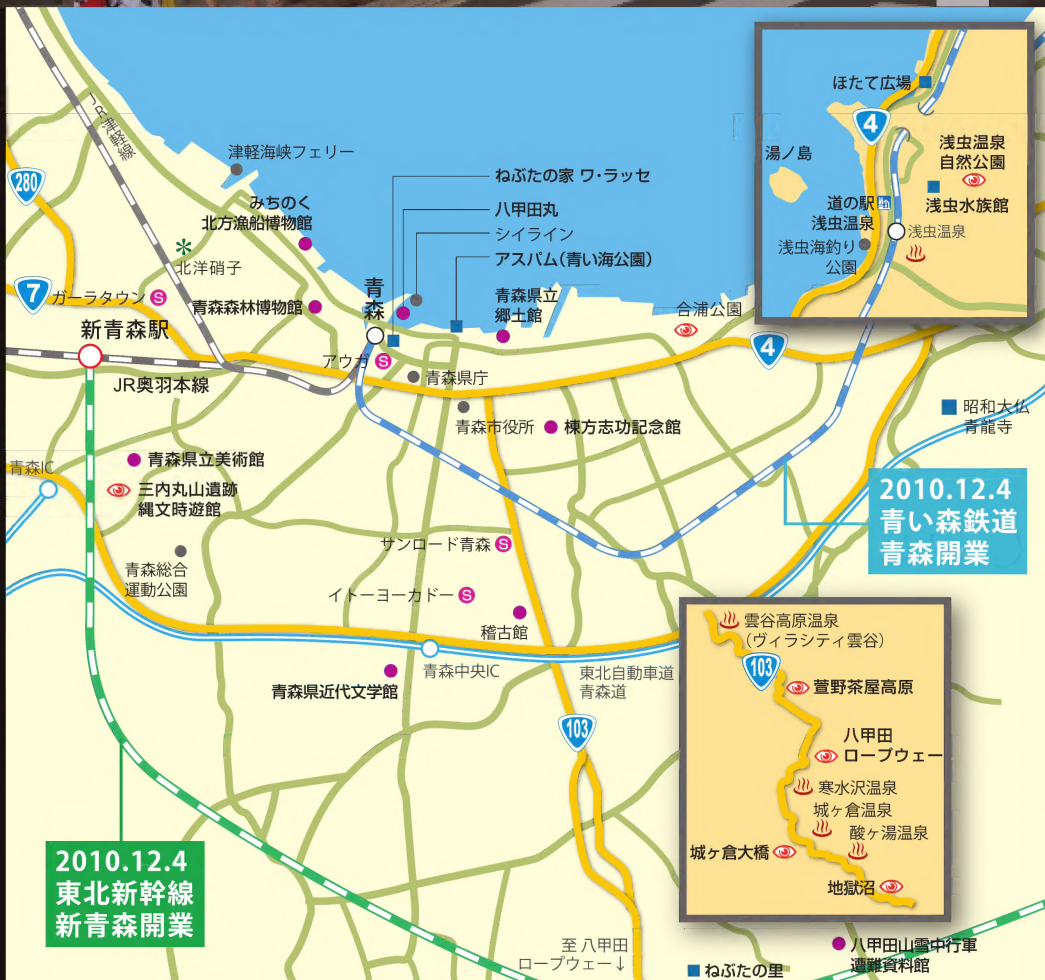 JR津軽線
280
7
津軽海峡フェリー
みちのく
北方漁船博物館
北洋硝子
ガーラタウン S
青森森林博物館
新青森駅
JR奥羽本線
青森
アウガ S
ねぶたの家 ワ・ラッセ
八甲田丸
シイライン
アスパム(青い海公園)
青森県立
郷土館
合浦公園
4
青森県庁
青森市役所
棟方志功記念館
昭和大仏
青龍寺
ほたて広場
4
湯ノ島
浅虫温泉
自然公園
道の駅
浅虫温泉
浅虫水族館
浅虫温泉
浅虫海釣り
公園
青森IC
青森県立美術館
三内丸山遺跡
縄文時遊館
青森総合
運動公園
サンロード青森 S
イトーヨーカドー S
稽古館
青森中央IC
東北自動車道
青森道
青森県近代文学館
103
2010.12.4
青い森鉄道
青森開業
雲谷高原温泉
(ヴィラシティ雲谷)
103
萱野茶屋高原
八甲田
ロープウェー
寒水沢温泉
城ヶ倉温泉
酸ヶ湯温泉
城ヶ倉大橋
地獄沼
2010.12.4
東北新幹線
新青森開業
至 八甲田
ロープウェー↓
ねぶたの里
八甲田山雪中行軍
遭難資料館